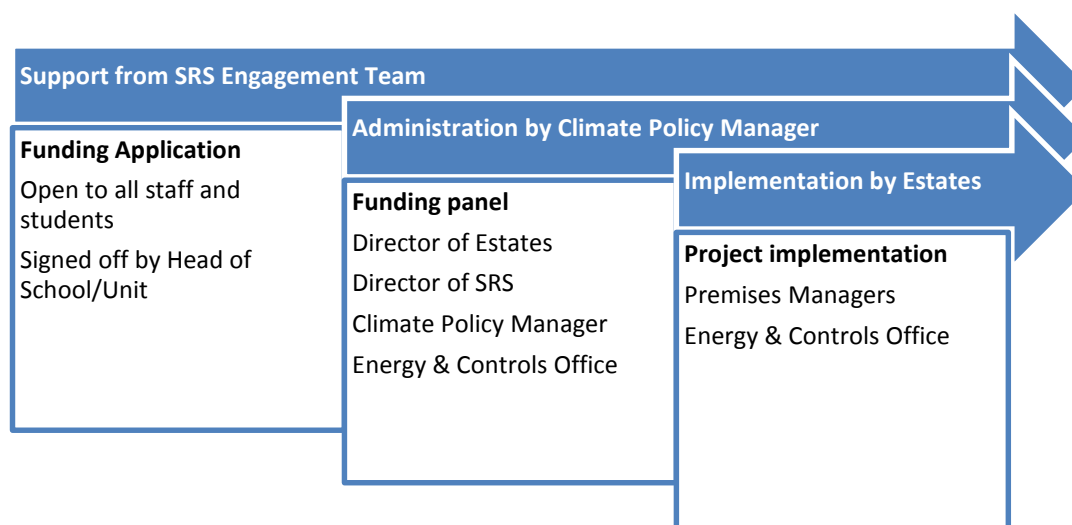 Support from SRS Engagement Team
Funding Application
Open to all staff and
students
Signed off by Head of
School/Unit
Administration by Climate Policy Manager
Funding panel
Director of Estates
Director of SRS
Climate Policy Manager
Energy & Controls Office
Implementation by Estates
Project implementation
Premises Managers
Energy & Controls Office